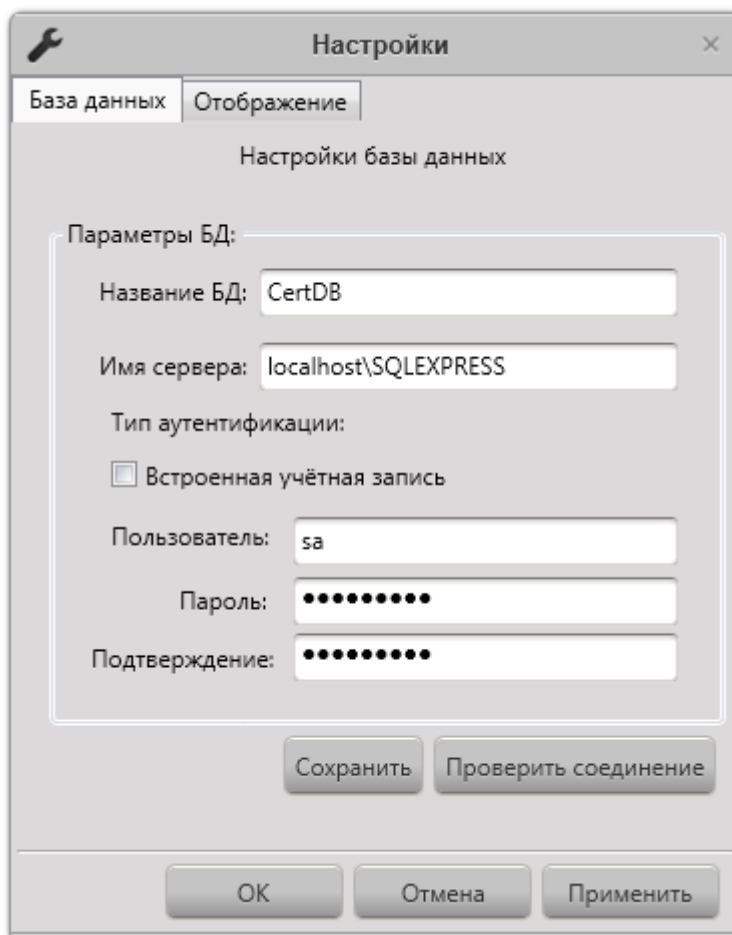 Настройки
База данных Отображение
Настройки базы данных
Параметры БД:
Название БД: CertDB
Имя сервера: localhost\SQLEXPRESS
Тип аутентификации:
Встроенная учётная запись
Пользователь: sa
Пароль: ●●●●●●●●●
Подтверждение: ●●●●●●●●●
Сохранить Проверить соединение
ОК Отмена Применить